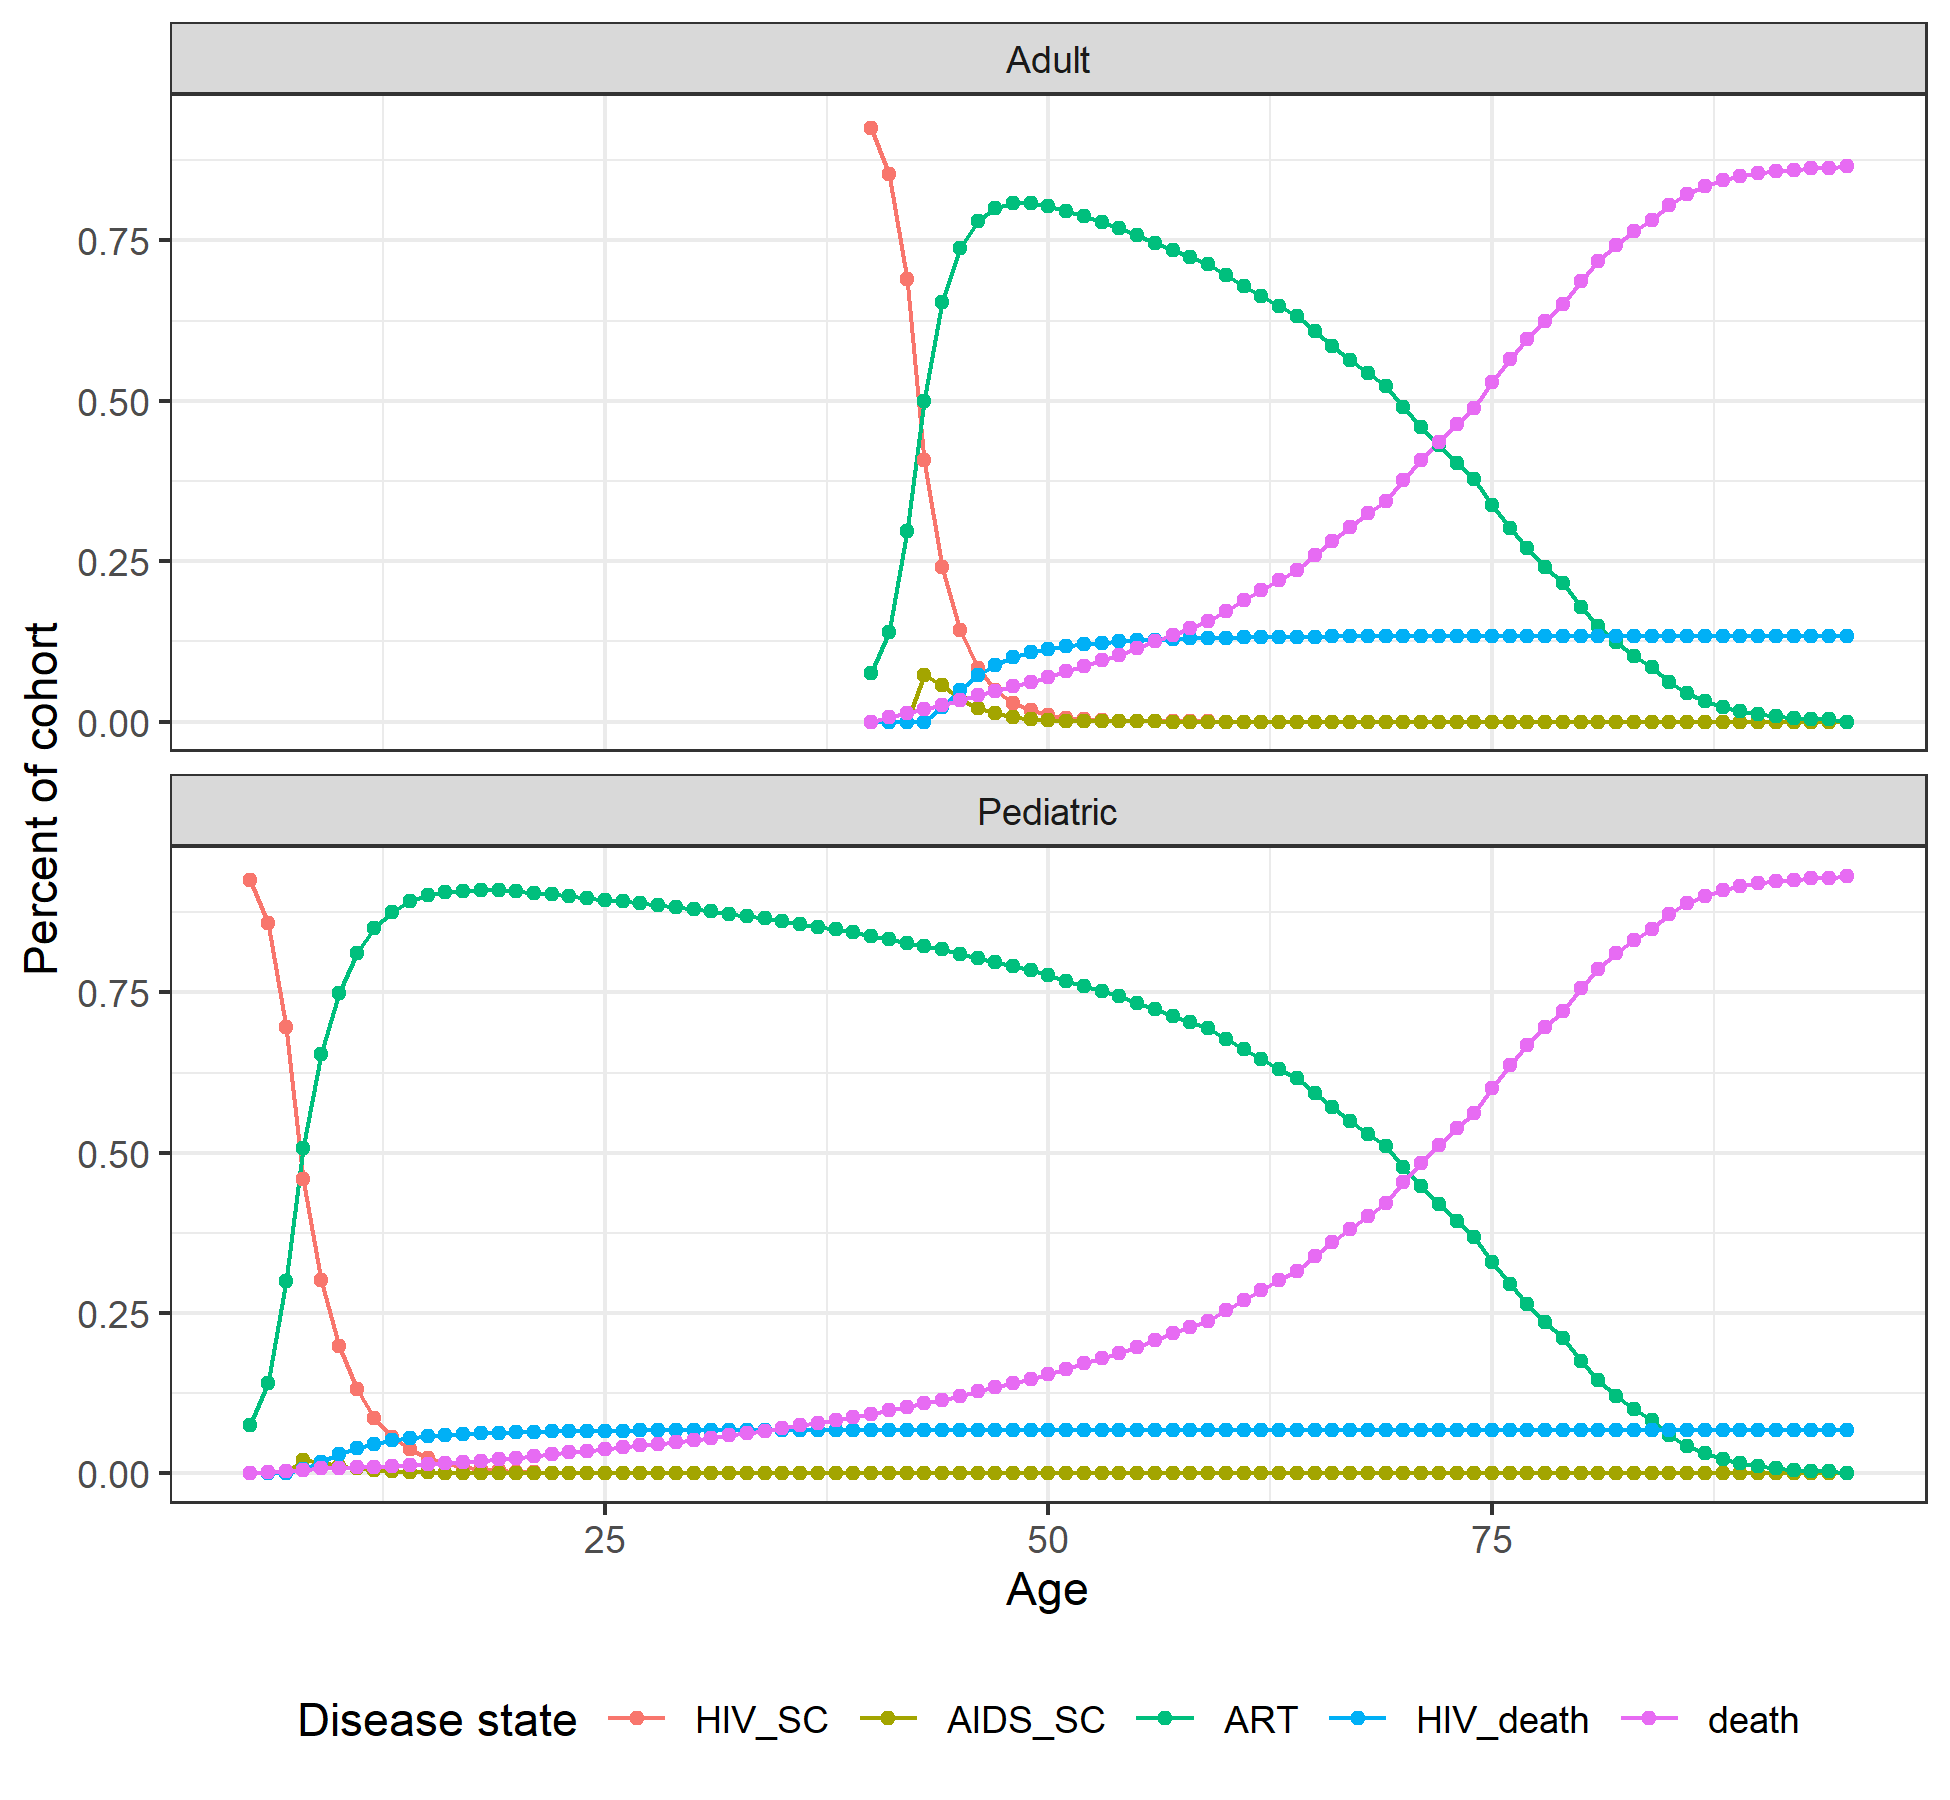 Adult
0.75
0.50
0.25
0.00
Percent of cohort
Pediatric
0.75
0.50
0.25
0.00
25 50 75
Age
Disease state HIV_SC AIDS_SC ART HIV_death death